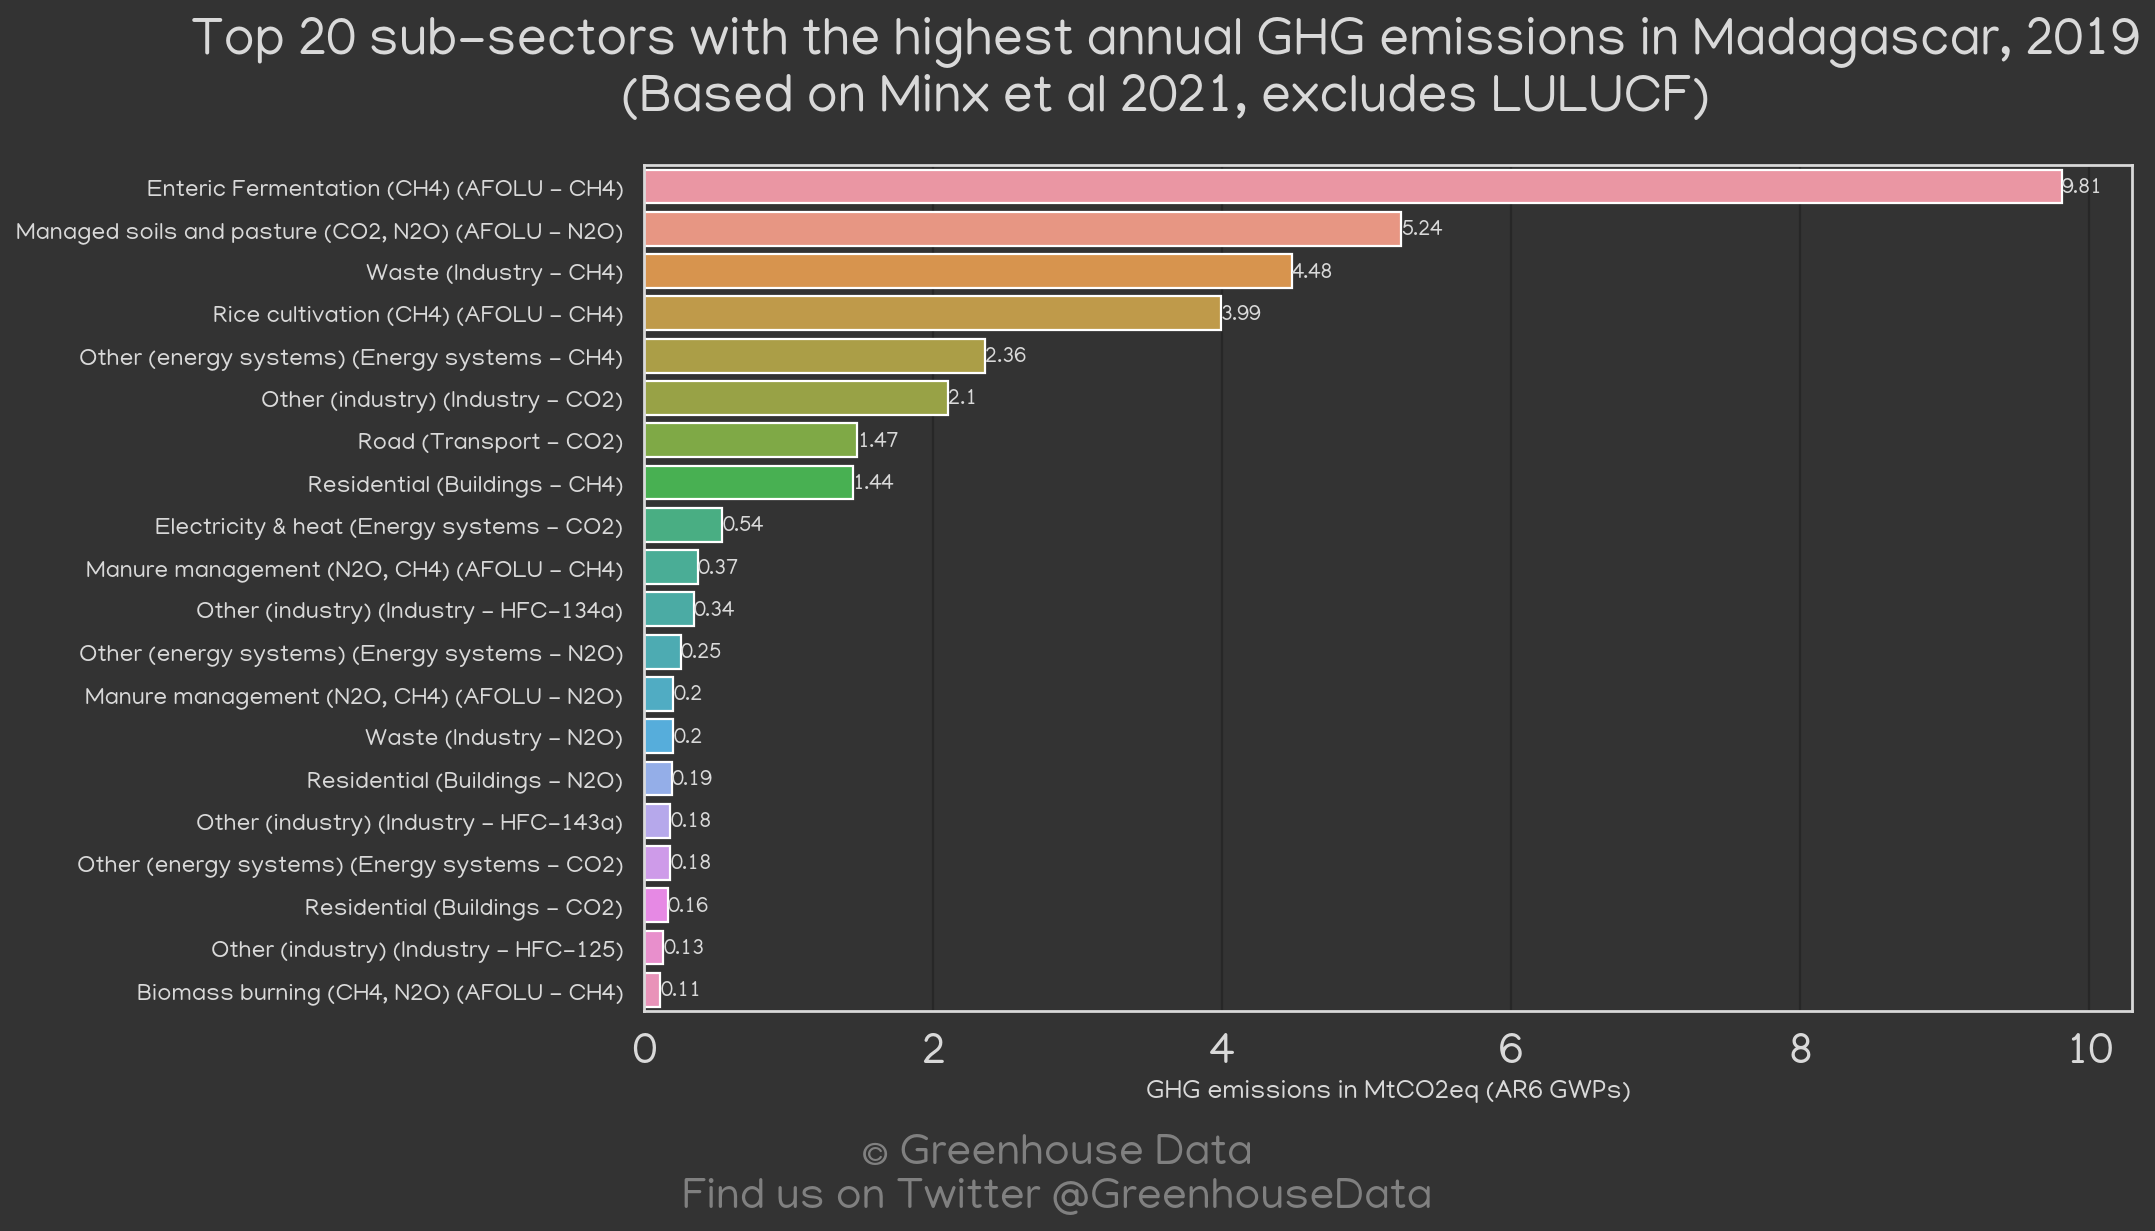 Top 20 sub-sectors with the highest annual GHG emissions in Madagascar, 2019
(Based on Minx et al 2021, excludes LULUCF)
Enteric Fermentation (CH4) (AFOLU - CH4) 9.81
Managed soils and pasture (CO2, N2O) (AFOLU - N2O) 5.24
Waste (Industry - CH4) 4.48
Rice cultivation (CH4) (AFOLU - CH4) 3.99
Other (energy systems) (Energy systems - CH4) 2.36
Other (industry) (Industry - CO2) 2.1
Road (Transport - CO2) 1.47
Residential (Buildings - CH4) 1.44
Electricity & heat (Energy systems - CO2) 0.54
Manure management (N2O, CH4) (AFOLU - CH4) 0.37
Other (industry) (Industry - HFC-134a) 0.34
Other (energy systems) (Energy systems - N2O) 0.25
Manure management (N2O, CH4) (AFOLU - N2O) 0.2
Waste (Industry - N2O) 0.2
Residential (Buildings - N2O) 0.19
Other (industry) (Industry - HFC-143a) 0.18
Other (energy systems) (Energy systems - CO2) 0.18
Residential (Buildings - CO2) 0.16
Other (industry) (Industry - HFC-125) 0.13
Biomass burning (CH4, N2O) (AFOLU - CH4) 0.11
0 2 4 6 8 10
GHG emissions in MtCO2eq (AR6 GWPs)
© Greenhouse Data
Find us on Twitter @GreenhouseData